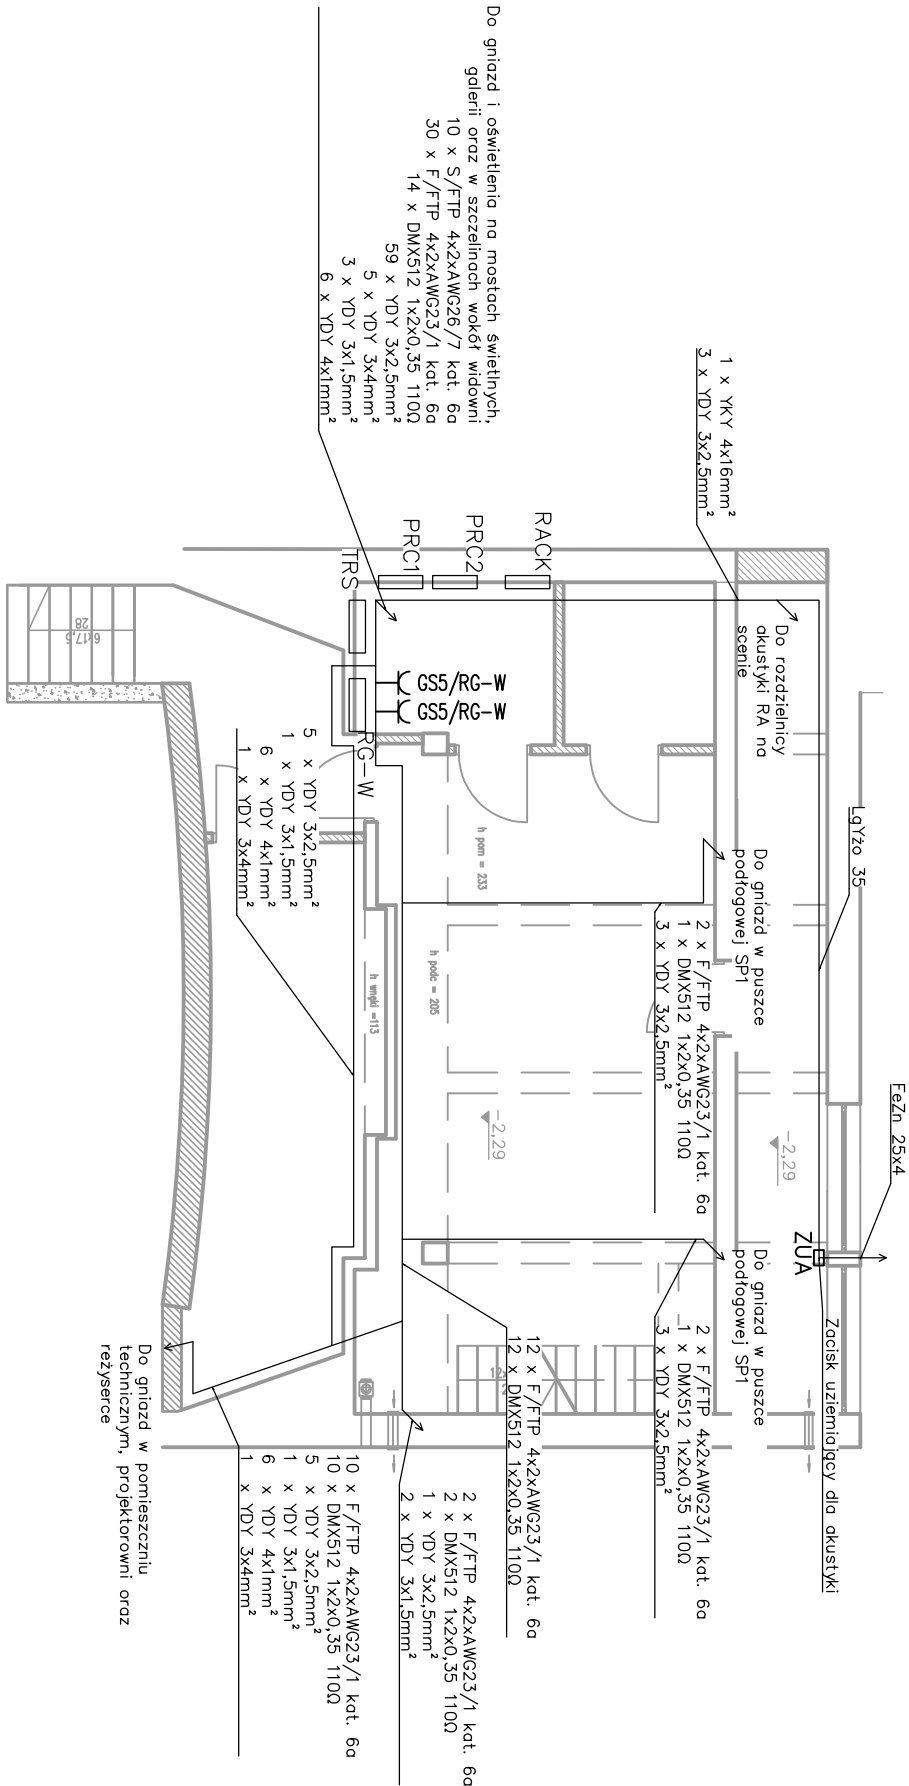 Do gniazd i oświetlenia na mostach świetlnych,
galerii oraz w szczelinach wokół widowni
10 x S/FTP 4x2xAWG26/7 kat. 6a
30 x F/FTP 4x2xAWG23/1 kat. 6a
14 x DMX512 1x2x0,35 110Ω
59 x YDY 3x2,5mm²
5 x YDY 3x4mm²
3 x YDY 3x1,5mm²
6 x YDY 4x1mm²
1 x YKY 4x16mm²
3 x YDY 3x2,5mm²
RACK
PRC2
PRC1
TRS
28
6x17,5
GS5/RG-W
GS5/RG-W
RG-W
Do rozdzielnicy
akustyki RA na
scenie
LgYżo 35
FeZn 25x4
5 x YDY 3x2,5mm²
1 x YDY 3x1,5mm²
6 x YDY 4x1mm²
1 x YDY 3x4mm²
h pom = 233
h podc = 205
h wnęki =113
Do gniazd w puszce
podłogowej SP1
2 x F/FTP 4x2xAWG23/1 kat. 6a
1 x DMX512 1x2x0,35 110Ω
3 x YDY 3x2,5mm²
-2,29
-2,29
ZUA
Zacisk uziemiający dla akustyki
Do gniazd w puszce
podłogowej SP1
2 x F/FTP 4x2xAWG23/1 kat. 6a
1 x DMX512 1x2x0,35 110Ω
3 x YDY 3x2,5mm²
12 x F/FTP 4x2xAWG23/1 kat. 6a
12 x DMX512 1x2x0,35 110Ω
2 x F/FTP 4x2xAWG23/1 kat. 6a
2 x DMX512 1x2x0,35 110Ω
1 x YDY 3x2,5mm²
2 x YDY 3x1,5mm²
10 x F/FTP 4x2xAWG23/1 kat. 6a
10 x DMX512 1x2x0,35 110Ω
5 x YDY 3x2,5mm²
1 x YDY 3x1,5mm²
6 x YDY 4x1mm²
1 x YDY 3x4mm²
Do gniazd w pomieszczniu
technicznym, projektorowni oraz
reżyserce